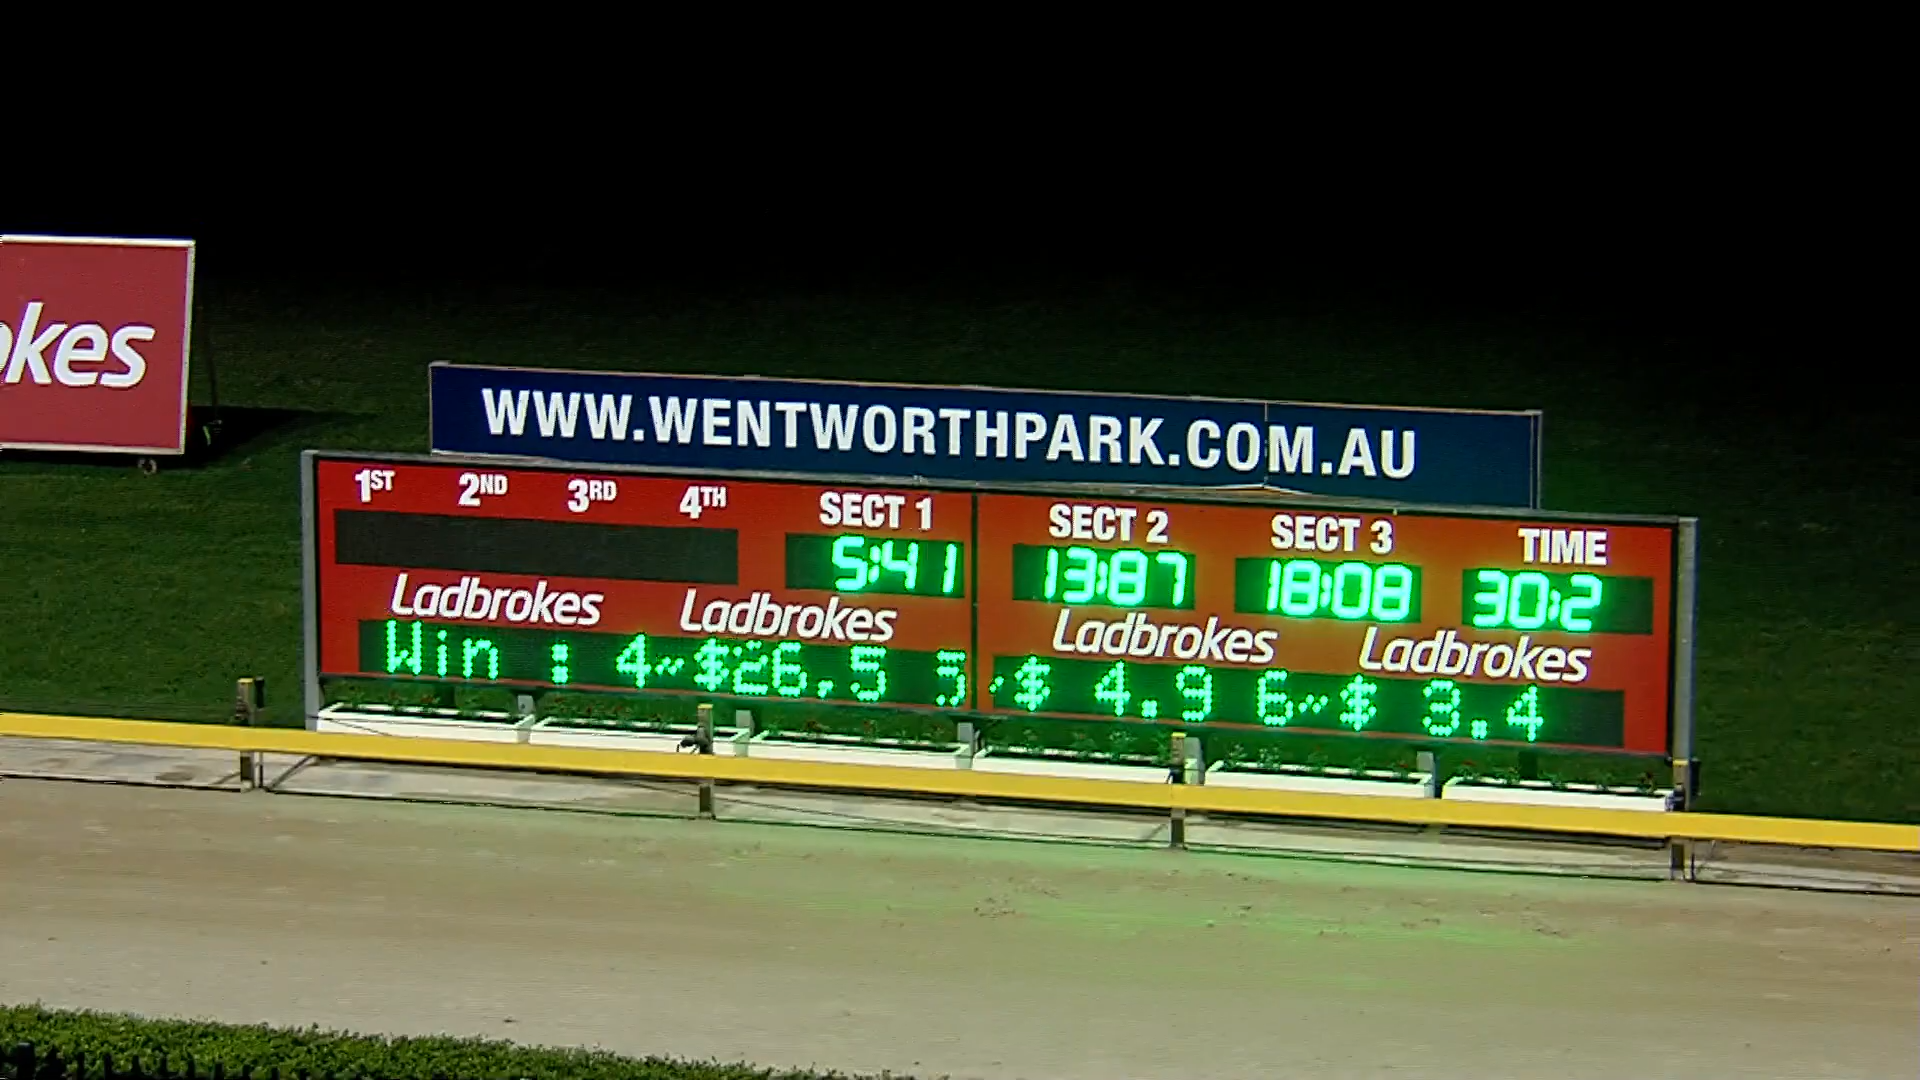 okes
WWW.WENTWORTHPARK.COM.AU
1ST 2ND 3RD 4TH SECT 1 SECT 2 SECT 3 TIME
5:41 13:87 18:08 30:2
Ladbrokes Ladbrokes Ladbrokes Ladbrokes
Win : 4~$26.5 5~$ 4.9 6~$ 3.4